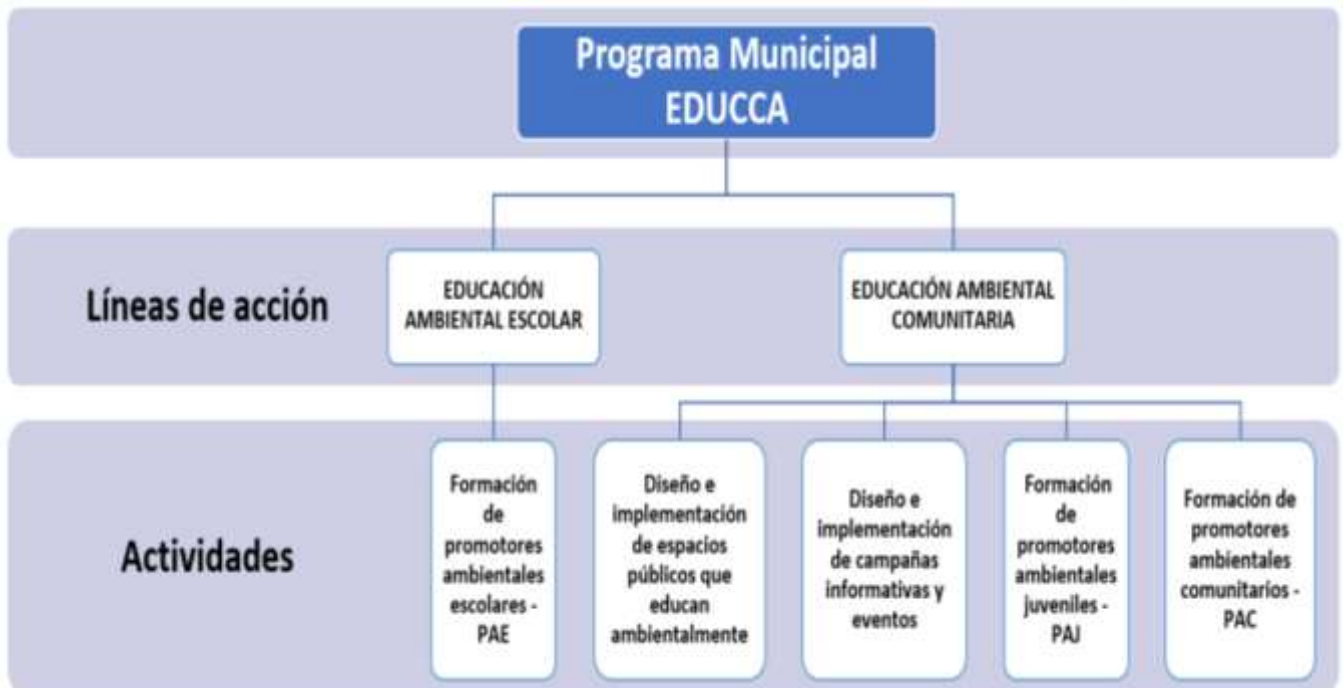 Programa Municipal
EDUCCA
Líneas de acción
EDUCACIÓN
AMBIENTAL ESCOLAR
EDUCACIÓN AMBIENTAL
COMUNITARIA
Actividades
Formación
de
promotores
ambientales
escolares -
PAE
Diseño e
implementación
de espacios
públicos que
educan
ambientalmente
Diseño e
implementación
de campañas
informativas y
eventos
Formación
de
promotores
ambientales
juveniles -
PAJ
Formación de
promotores
ambientales
comunitarios -
PAC